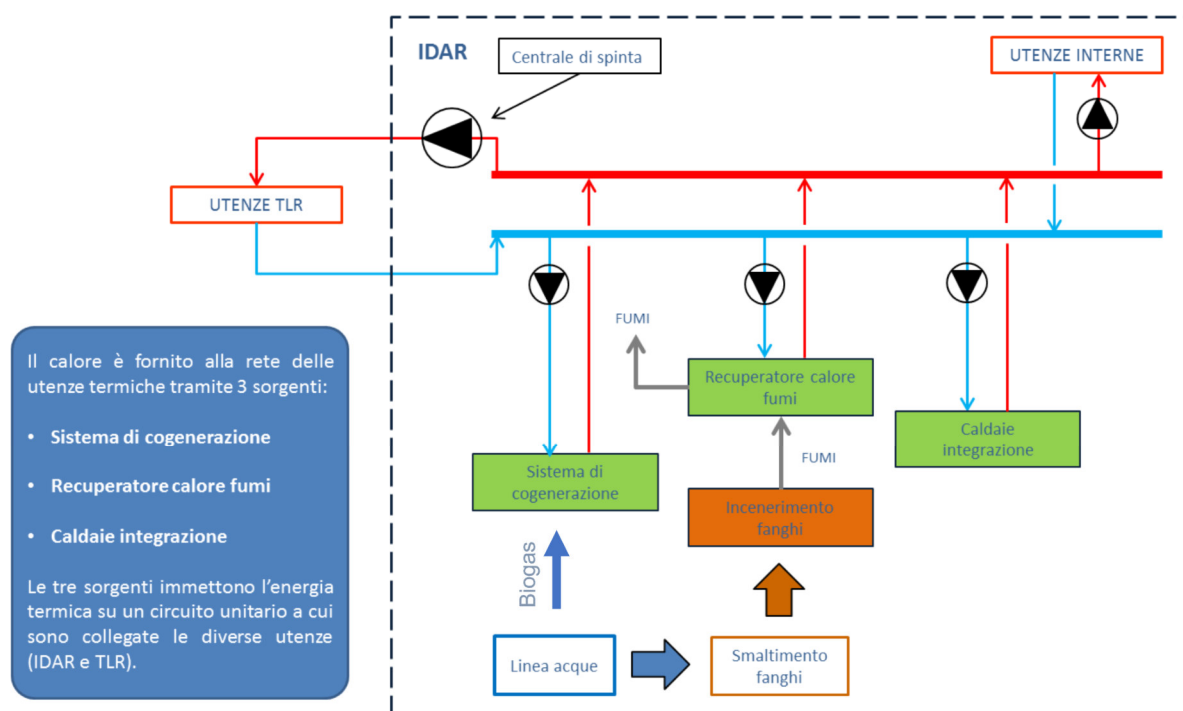 IDAR
Centrale di spinta
UTENZE INTERNE
UTENZE TLR
FUMI
Recuperatore calore
fumi
Caldaie
integrazione
FUMI
Sistema di
cogenerazione
Incenerimento
fanghi
Biogas
Linea acque
Smaltimento
fanghi
Il calore è fornito alla rete delle
utenze termiche tramite 3 sorgenti:
• Sistema di cogenerazione
• Recuperatore calore fumi
• Caldaie integrazione
Le tre sorgenti immettono l'energia
termica su un circuito unitario a cui
sono collegate le diverse utenze
(IDAR e TLR).